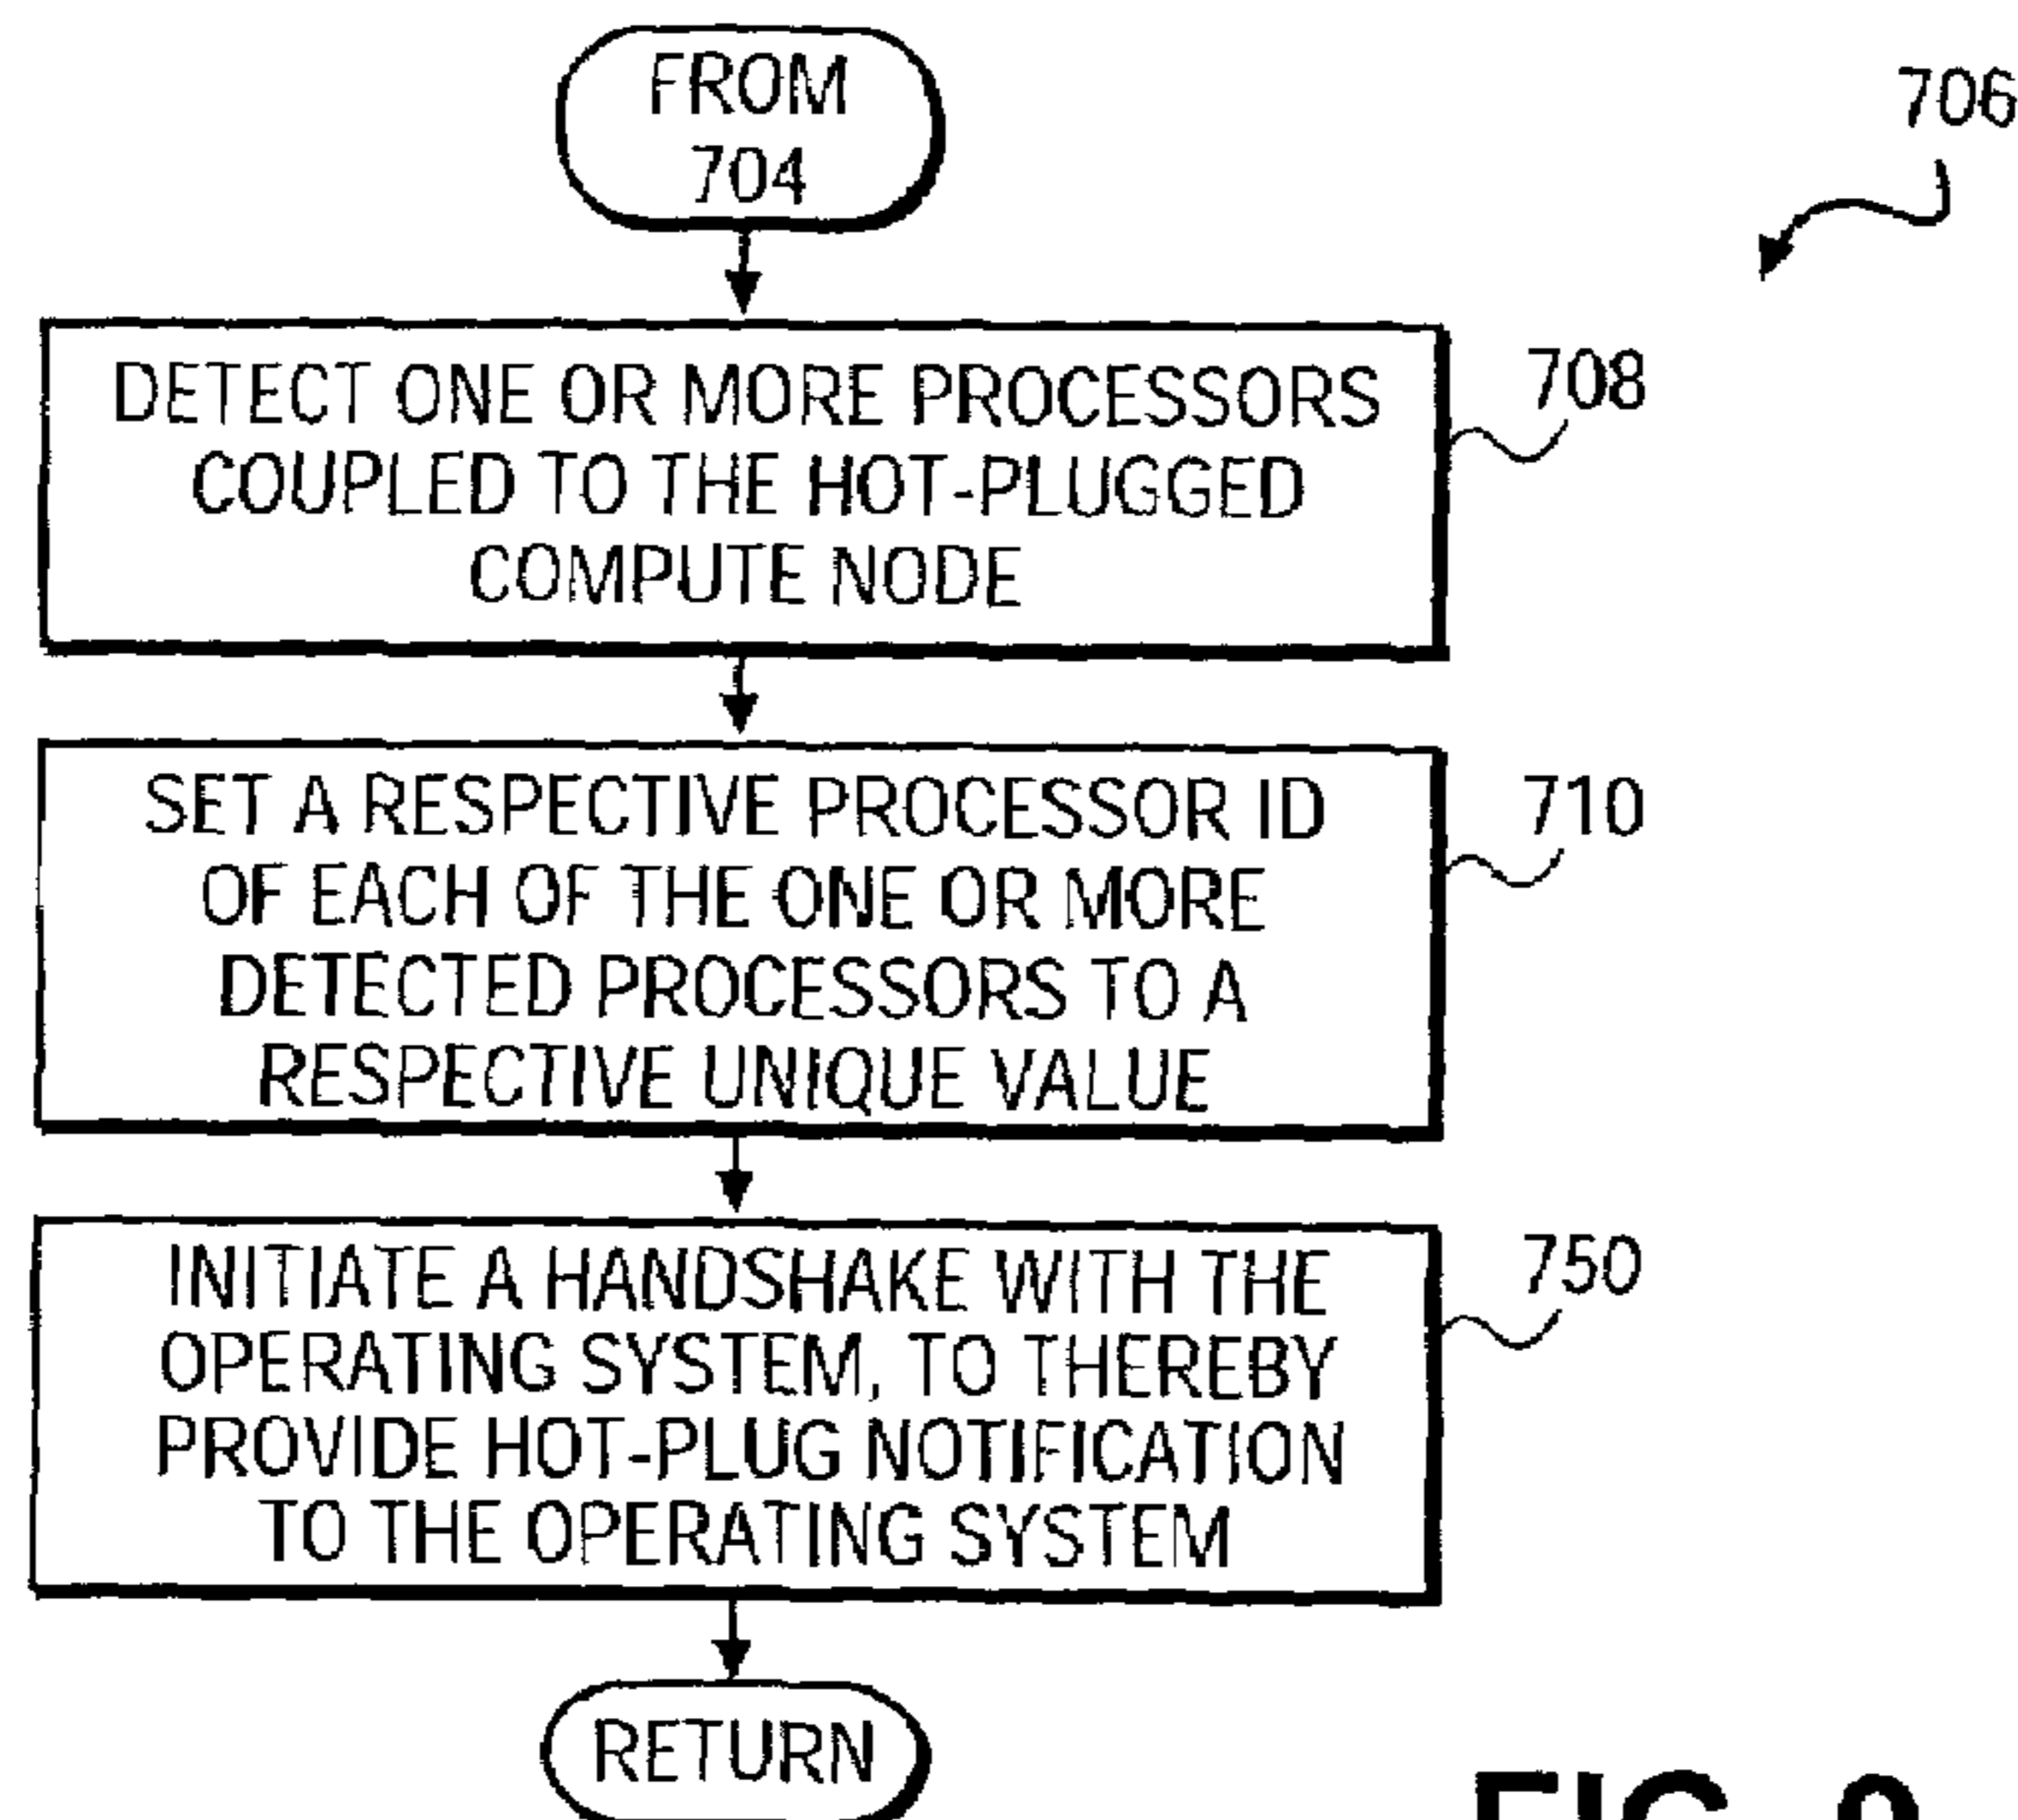 FROM
704
706
DETECT ONE OR MORE PROCESSORS
COUPLED TO THE HOT-PLUGGED
COMPUTE NODE
708
SET A RESPECTIVE PROCESSOR ID
OF EACH OF THE ONE OR MORE
DETECTED PROCESSORS TO A
RESPECTIVE UNIQUE VALUE
710
INITIATE A HANDSHAKE WITH THE
OPERATING SYSTEM, TO THEREBY
PROVIDE HOT-PLUG NOTIFICATION
TO THE OPERATING SYSTEM
750
RETURN
FIG.